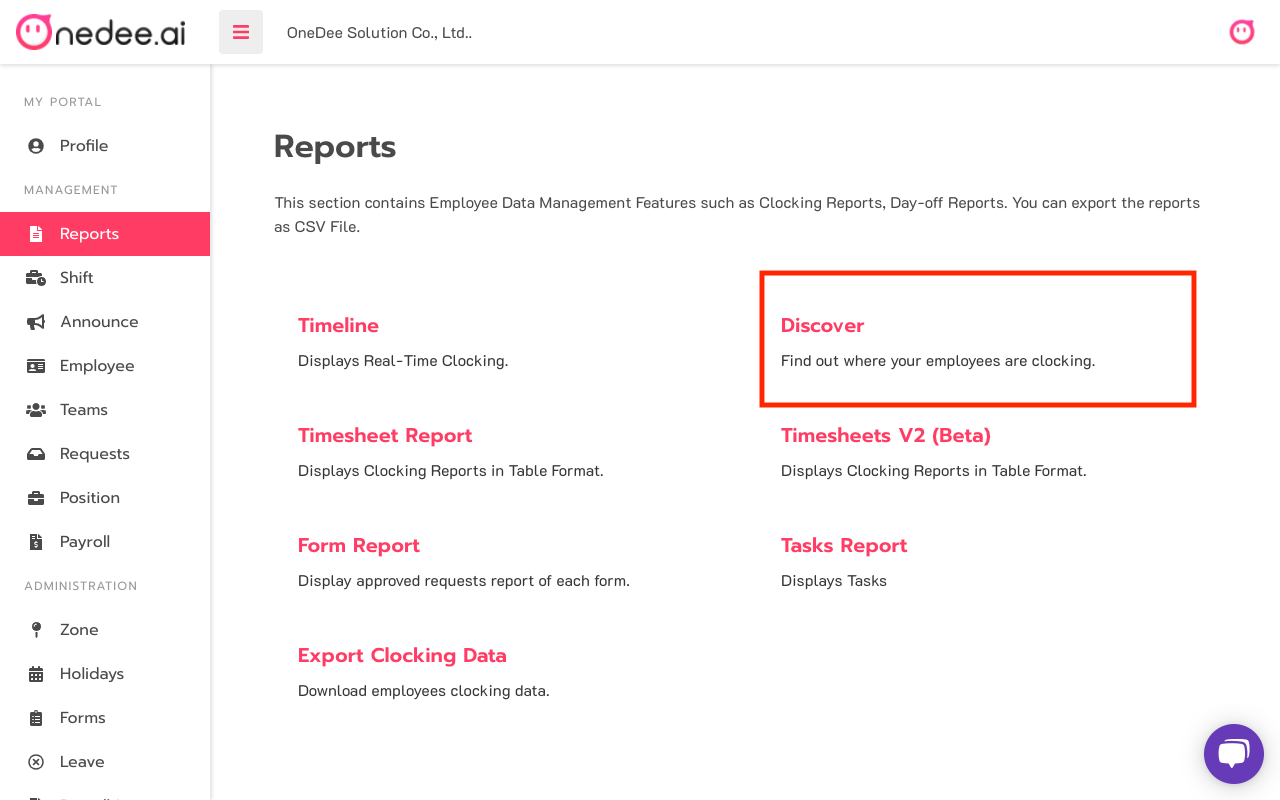 Onedee.ai
OneDee Solution Co., Ltd..
MY PORTAL
Profile
MANAGEMENT
Reports
Shift
Announce
Employee
Teams
Requests
Position
Payroll
ADMINISTRATION
Zone
Holidays
Forms
Leave
Reports
This section contains Employee Data Management Features such as Clocking Reports, Day-off Reports. You can export the reports
as CSV File.
Timeline
Displays Real-Time Clocking.
Discover
Find out where your employees are clocking.
Timesheet Report
Displays Clocking Reports in Table Format.
Timesheets V2 (Beta)
Displays Clocking Reports in Table Format.
Form Report
Display approved requests report of each form.
Tasks Report
Displays Tasks
Export Clocking Data
Download employees clocking data.